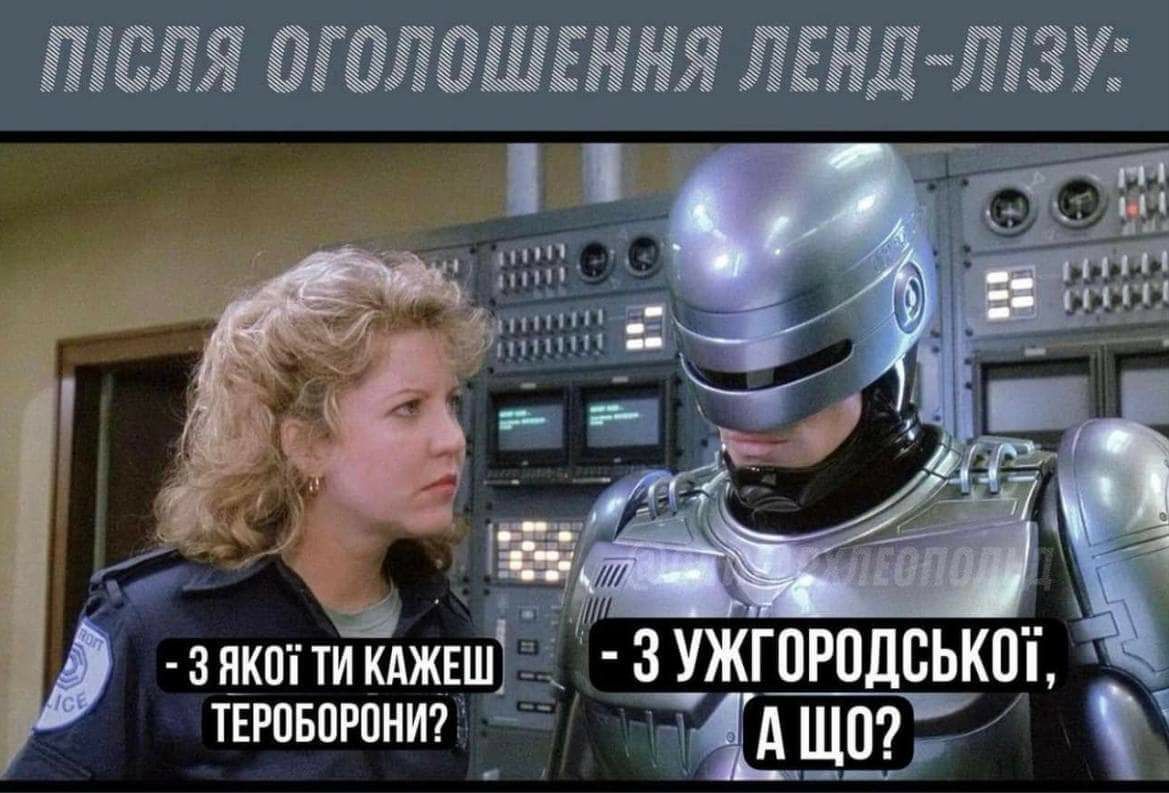 ПІСЛЯ ОГОЛОШЕННЯ ЛЕНД-ЛІЗУ:
- З ЯКОЇ ТИ КАЖЕШ
ТЕРОБОРОНИ?
- З УЖГОРОДСЬКОЇ,
А ЩО?